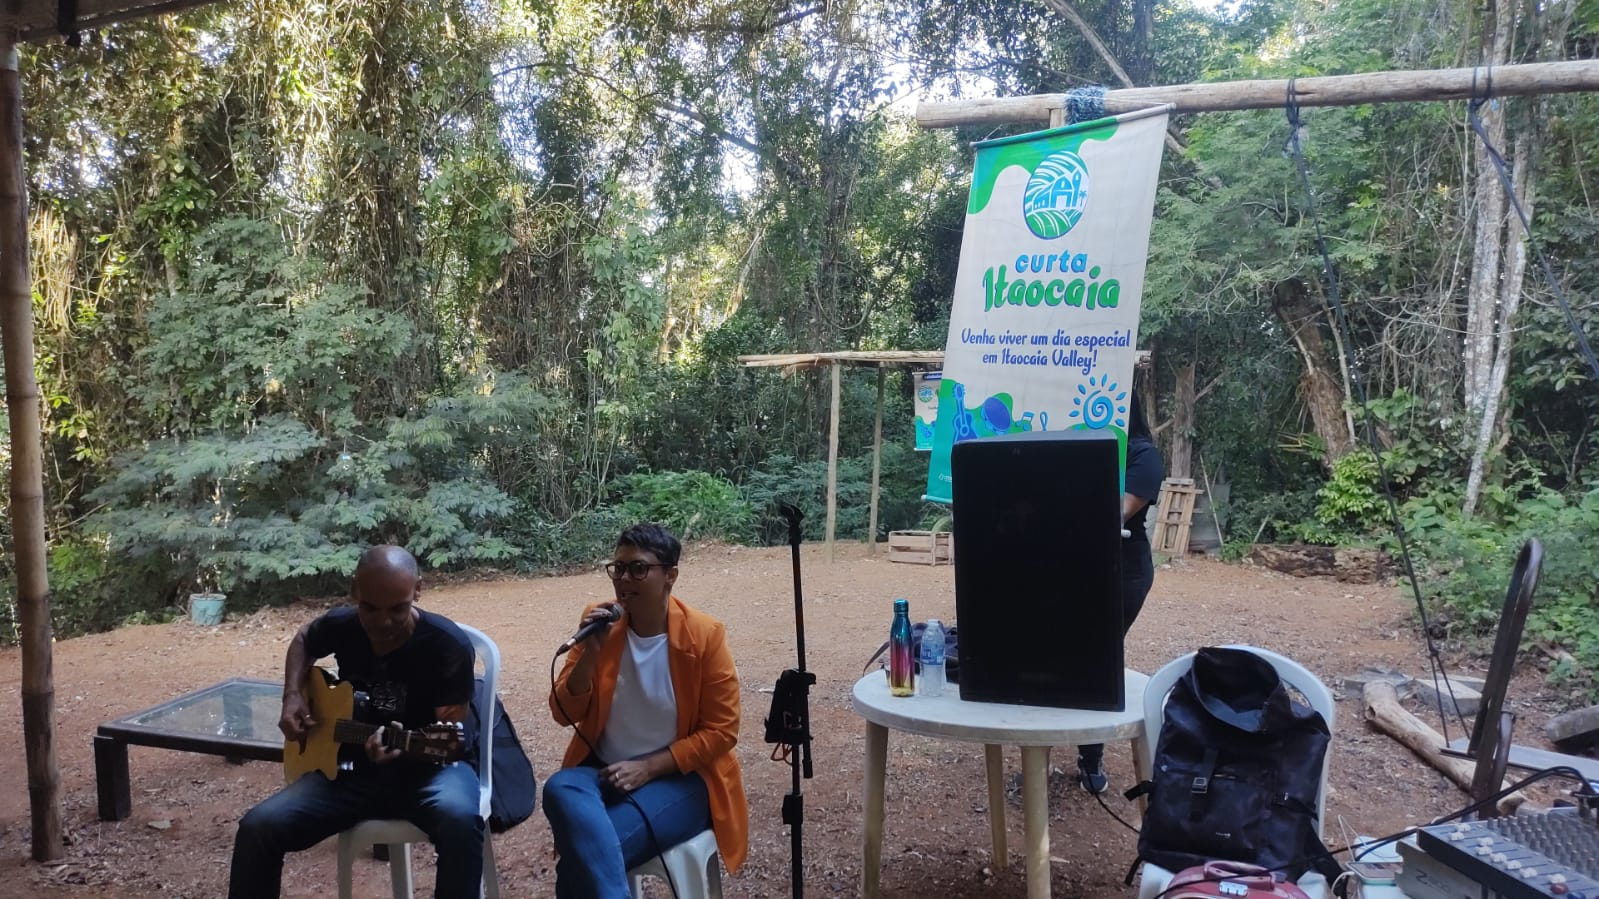 curta
Itaocaia
Venha viver um dia especial
em Itaocaia Valley!